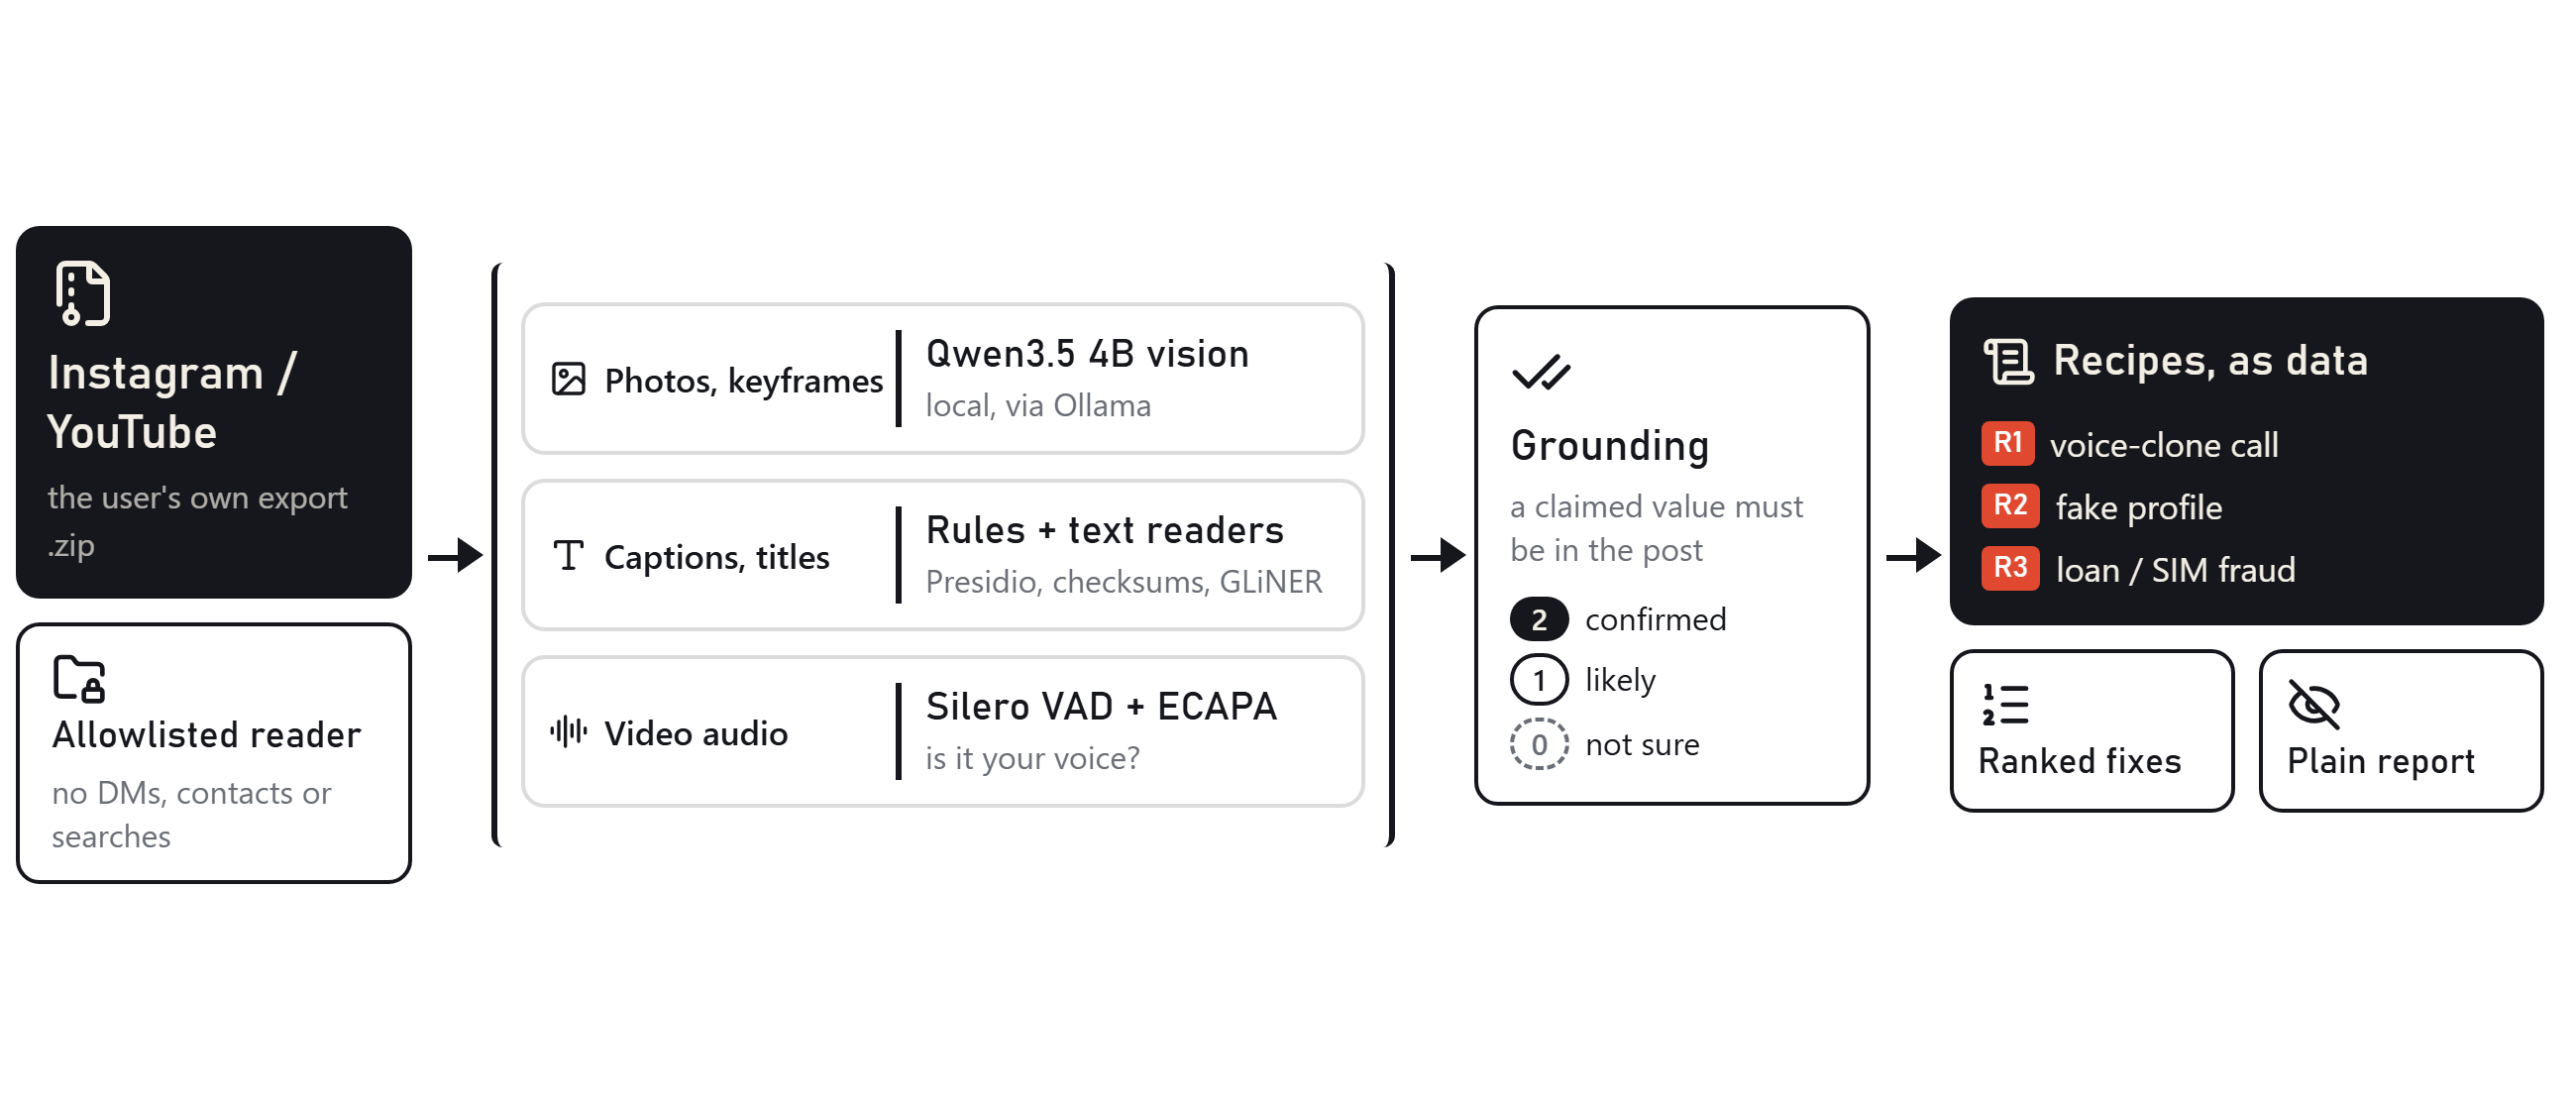 Instagram /
YouTube
the user's own export
.zip
Allowlisted reader
no DMs, contacts or
searches
Photos, keyframes
Qwen3.5 4B vision
local, via Ollama
Captions, titles
Rules + text readers
Presidio, checksums, GLiNER
Video audio
Silero VAD + ECAPA
is it your voice?
Grounding
a claimed value must
be in the post
2 confirmed
1 likely
0 not sure
Recipes, as data
R1 voice-clone call
R2 fake profile
R3 loan / SIM fraud
1
2
Ranked fixes
Plain report